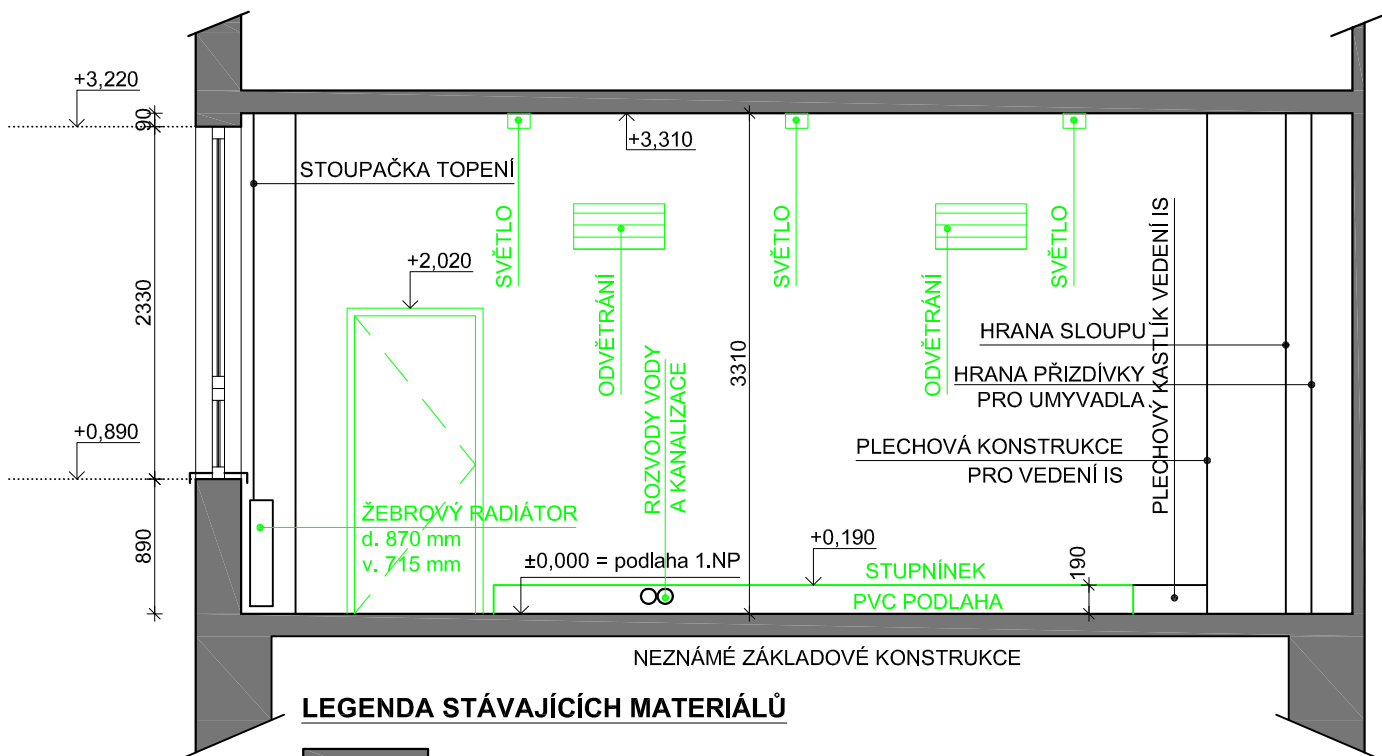 +3,220
90
+3,310
STOUPAČKA TOPENÍ
SVĚTLO
SVĚTLO
SVĚTLO
ODVĚTRÁNÍ
ODVĚTRÁNÍ
+2,020
2330
3310
PLECHOVÝ KASTLÍK VEDENÍ IS
HRANA SLOUPU
HRANA PŘIZDÍVKY
PRO UMYVADLA
ROZVODY VODY
A KANALIZACE
+0,890
PLECHOVÁ KONSTRUKCE
PRO VEDENÍ IS
890
ŽEBROVÝ RADIÁTOR
d. 870 mm
v. 715 mm
±0,000 = podlaha 1.NP
+0,190
STUPNÍNEK
190
PVC PODLAHA
NEZNÁMÉ ZÁKLADOVÉ KONSTRUKCE
LEGENDA STÁVAJÍCÍCH MATERIÁLŮ